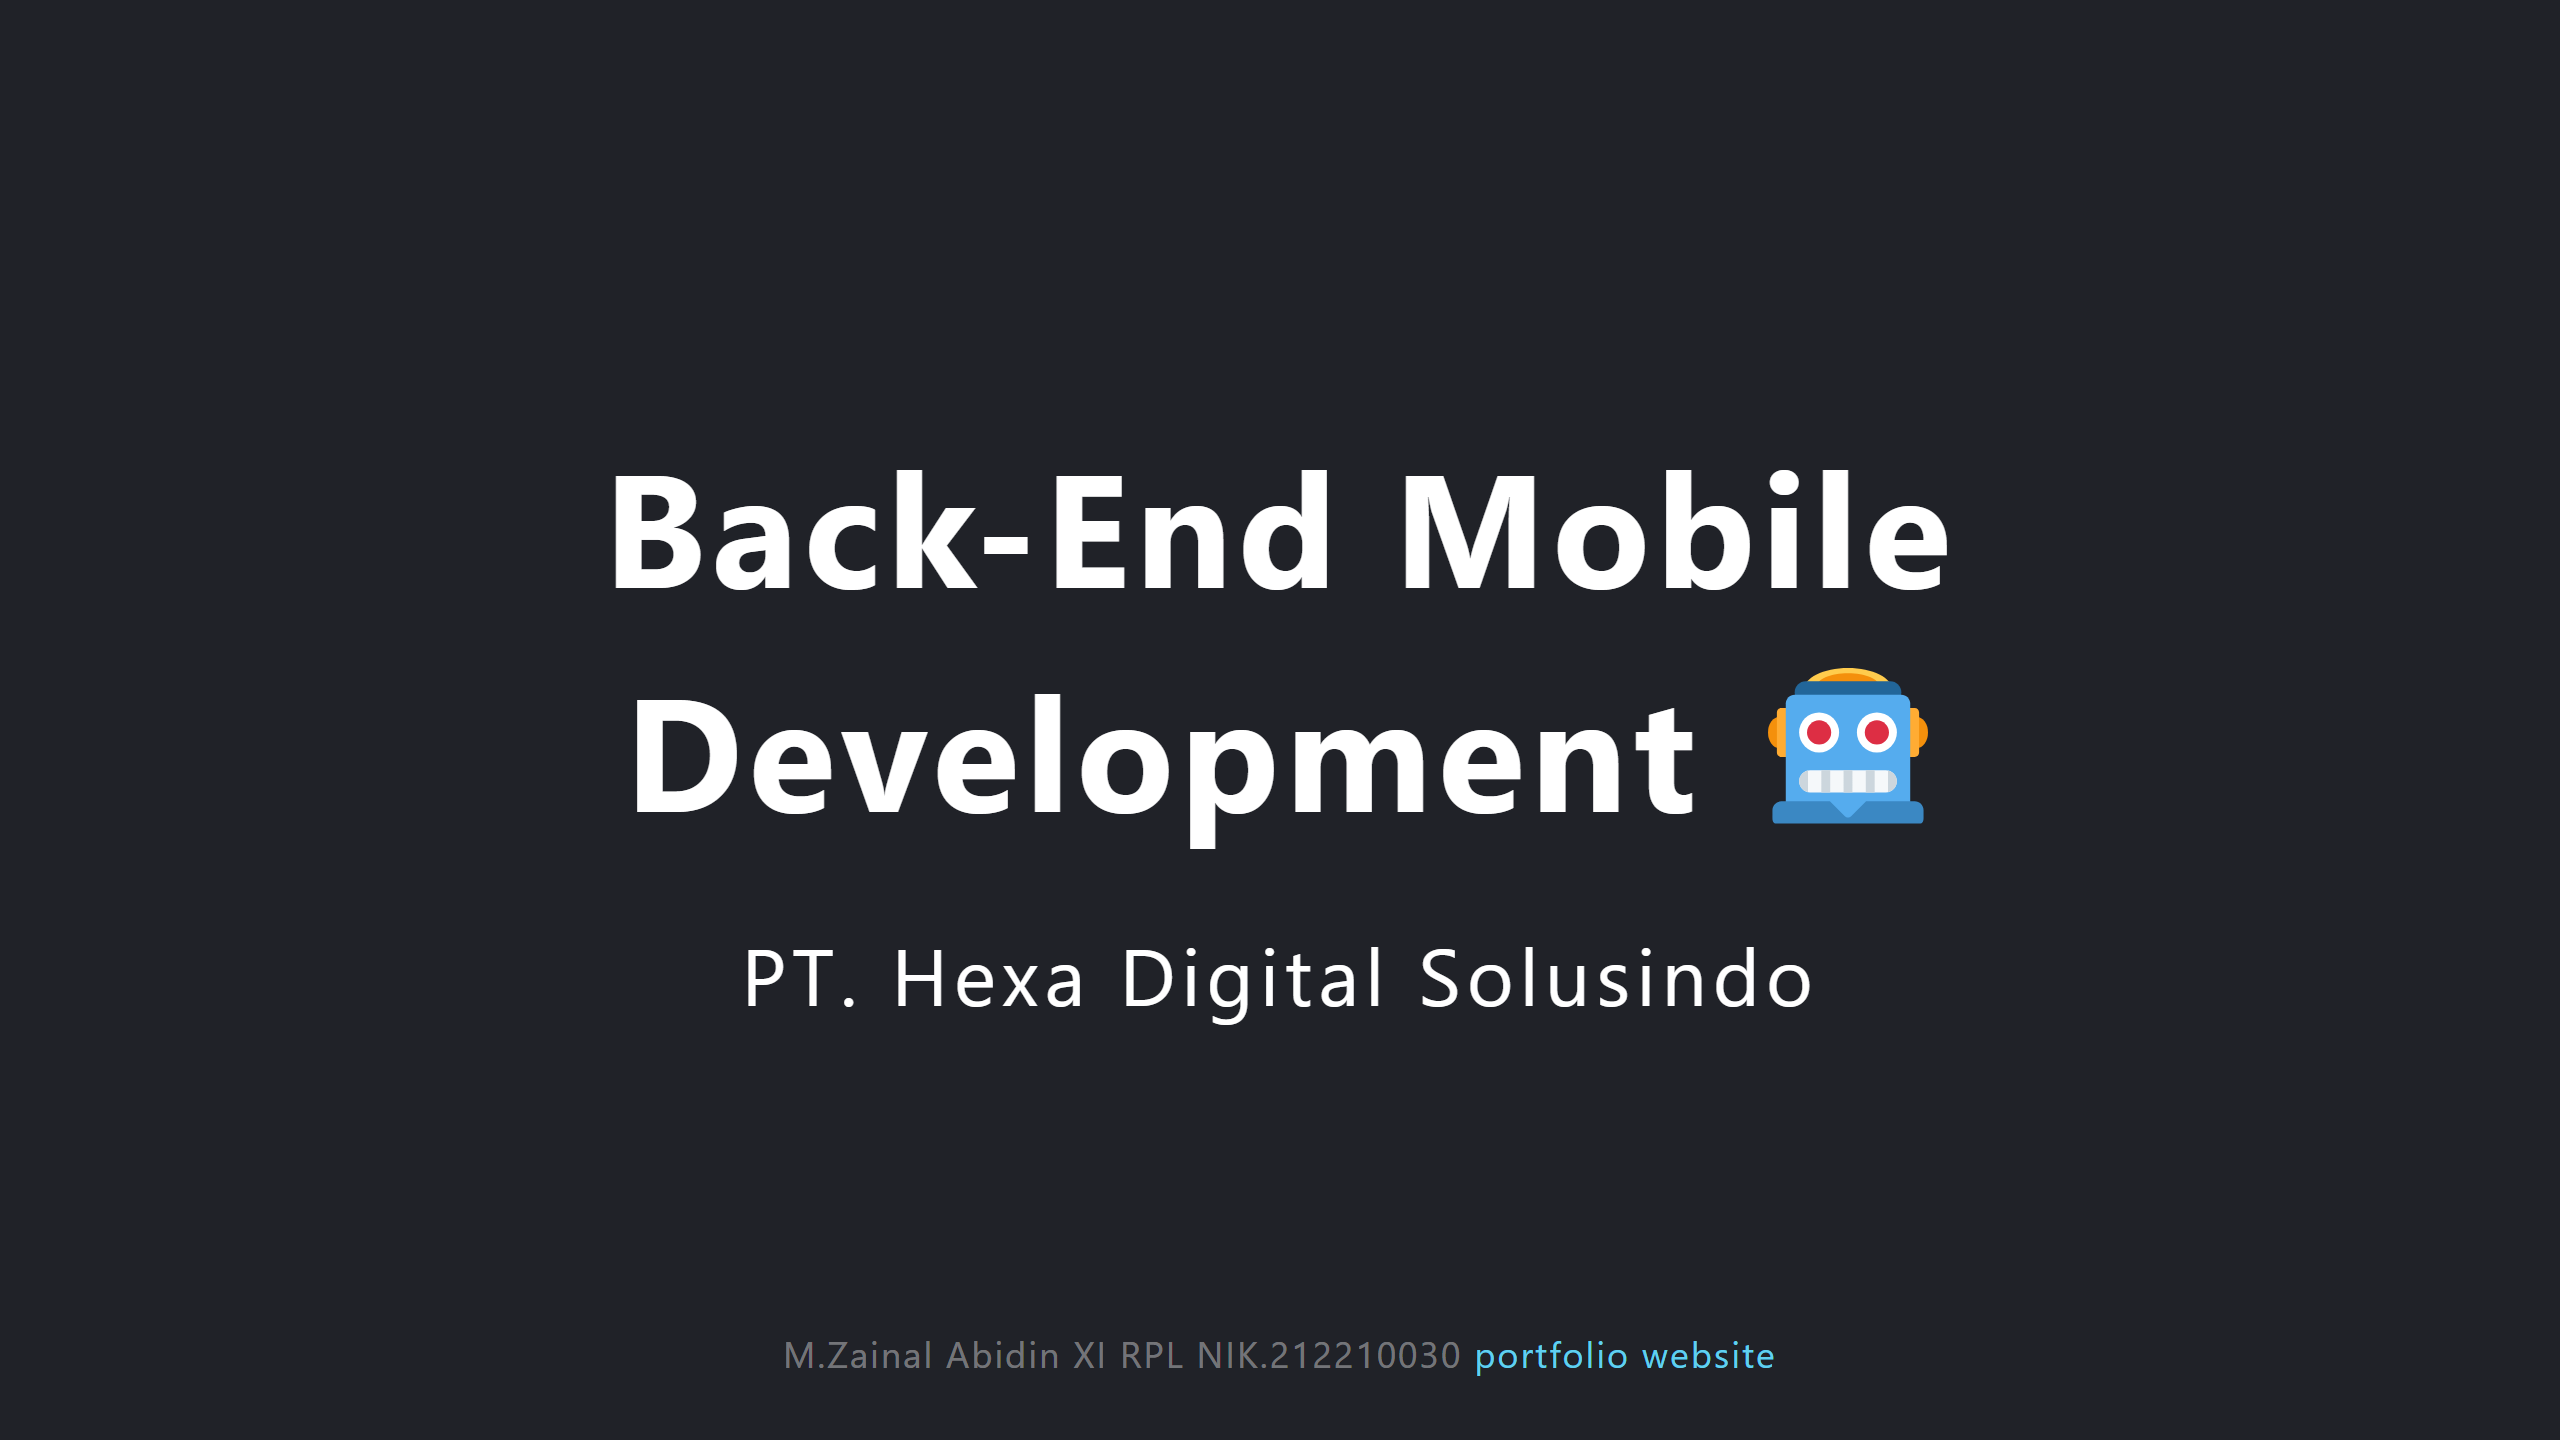 Back-End Mobile
Development 🤖
PT. Hexa Digital Solusindo
M.Zainal Abidin XI RPL NIK.212210030 portfolio website